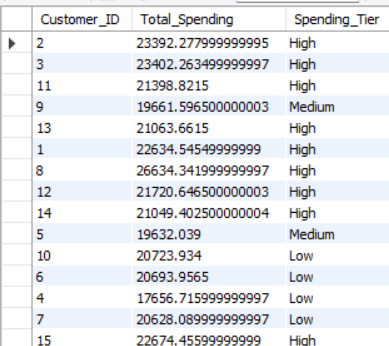 Customer_ID Total_Spending Spending_Tier
2 23392.277999999995 High
3 23402.263499999997 High
11 21398.8215 High
9 19661.596500000003 Medium
13 21063.6615 High
1 22634.54549999999 High
8 26634.341999999997 High
12 21720.646500000003 High
14 21049.402500000004 High
5 19632.039 Medium
10 20723.934 Low
6 20693.9565 Low
4 17656.715999999997 Low
7 20628.089999999997 Low
15 22674.45599999999 High